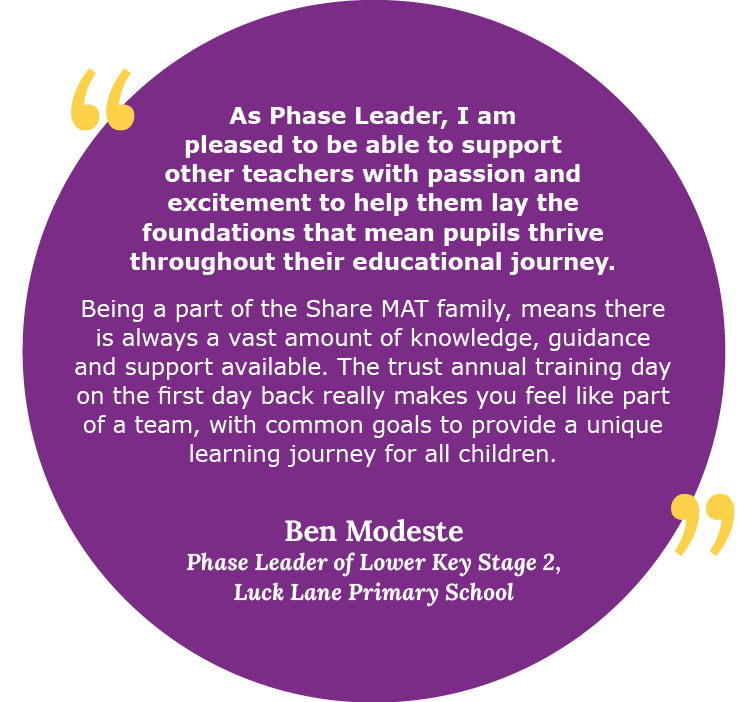 “
As Phase Leader, I am
pleased to be able to support
other teachers with passion and
excitement to help them lay the
foundations that mean pupils thrive
throughout their educational journey.
Being a part of the Share MAT family, means there
is always a vast amount of knowledge, guidance
and support available. The trust annual training day
on the first day back really makes you feel like part
of a team, with common goals to provide a unique
learning journey for all children.
”
Ben Modeste
Phase Leader of Lower Key Stage 2,
Luck Lane Primary School